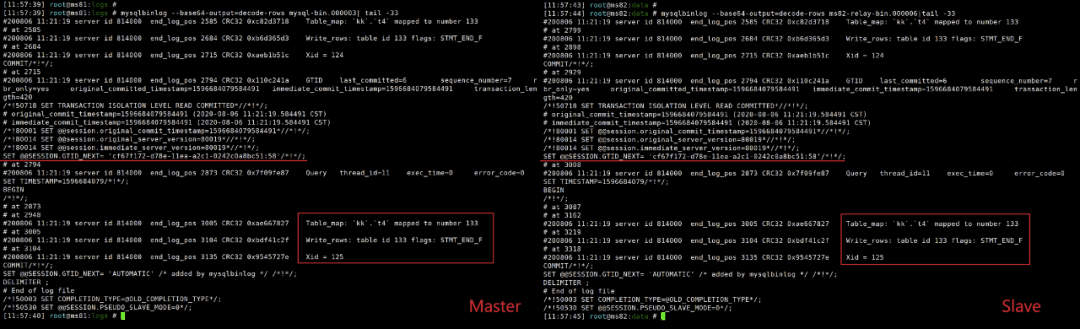 [11:57:39] root@ms81:logs #
[11:57:39] root@ms81:logs # mysqlbinlog --base64-output=decode-rows mysql-bin.000003| tail -33
#200806 11:21:19 server id 814000  end_log_pos 2585 CRC32 0xc82d3718  Table_map: `kk`.`t4` mapped to number 133
# at 2585
#200806 11:21:19 server id 814000  end_log_pos 2684 CRC32 0xb6d365d3  Write_rows: table id 133 flags: STMT_END_F
# at 2684
#200806 11:21:19 server id 814000  end_log_pos 2715 CRC32 0xaeb1b51c  Xid = 124
COMMIT/*!*/;
# at 2715
#200806 11:21:19 server id 814000  end_log_pos 2794 CRC32 0x110c241a  GTID  last_committed=6  sequence_number=7  r
br_only=yes  original_committed_timestamp=1596684079584491  immediate_commit_timestamp=1596684079584491  transaction_len
gth=420
/*!50718 SET TRANSACTION ISOLATION LEVEL READ COMMITTED*//*!*/;
# original_commit_timestamp=1596684079584491 (2020-08-06 11:21:19.584491 CST)
# immediate_commit_timestamp=1596684079584491 (2020-08-06 11:21:19.584491 CST)
/*!80001 SET @@session.original_commit_timestamp=1596684079584491*//*!*/;
/*!80014 SET @@session.original_server_version=80019*//*!*/;
/*!80014 SET @@session.immediate_server_version=80019*//*!*/;
SET @@SESSION.GTID_NEXT= 'cf67f172-d78e-11ea-a2c1-0242c0a8bc51:58'/*!*/;
# at 2794
#200806 11:21:19 server id 814000  end_log_pos 2873 CRC32 0x7f09fe87  Query  thread_id=11  exec_time=0  error_code=0
SET TIMESTAMP=1596684079/*!*/;
BEGIN
/*!*/;
# at 2873
# at 2948
#200806 11:21:19 server id 814000  end_log_pos 3005 CRC32 0xae667827  Table_map: `kk`.`t4` mapped to number 133
# at 3005
#200806 11:21:19 server id 814000  end_log_pos 3104 CRC32 0xbdf41c2f  Write_rows: table id 133 flags: STMT_END_F
# at 3104
#200806 11:21:19 server id 814000  end_log_pos 3135 CRC32 0x9545727e  Xid = 125
COMMIT/*!*/;
SET @@SESSION.GTID_NEXT= 'AUTOMATIC' /* added by mysqlbinlog */ /*!*/;
DELIMITER ;
# End of log file
/*!50003 SET COMPLETION_TYPE=@OLD_COMPLETION_TYPE*/;
/*!50530 SET @@SESSION.PSEUDO_SLAVE_MODE=0*/;
[11:57:40] root@ms81:logs #
Master
[11:57:43] root@ms82:data #
[11:57:44] root@ms82:data # mysqlbinlog --base64-output=decode-rows ms82-relay-bin.000006|tail -33
#200806 11:21:19 server id 814000  end_log_pos 2585 CRC32 0xc82d3718  Table_map: `kk`.`t4` mapped to number 133
# at 2799
#200806 11:21:19 server id 814000  end_log_pos 2684 CRC32 0xb6d365d3  Write_rows: table id 133 flags: STMT_END_F
# at 2898
#200806 11:21:19 server id 814000  end_log_pos 2715 CRC32 0xaeb1b51c  Xid = 124
COMMIT/*!*/;
# at 2929
#200806 11:21:19 server id 814000  end_log_pos 2794 CRC32 0x110c241a  GTID  last_committed=6  sequence_number=7  r
br_only=yes  original_committed_timestamp=1596684079584491  immediate_commit_timestamp=1596684079584491  transaction_len
gth=420
/*!50718 SET TRANSACTION ISOLATION LEVEL READ COMMITTED*//*!*/;
# original_commit_timestamp=1596684079584491 (2020-08-06 11:21:19.584491 CST)
# immediate_commit_timestamp=1596684079584491 (2020-08-06 11:21:19.584491 CST)
/*!80001 SET @@session.original_commit_timestamp=1596684079584491*//*!*/;
/*!80014 SET @@session.original_server_version=80019*//*!*/;
/*!80014 SET @@session.immediate_server_version=80019*//*!*/;
SET @@SESSION.GTID_NEXT= 'cf67f172-d78e-11ea-a2c1-0242c0a8bc51:58'/*!*/;
# at 3008
#200806 11:21:19 server id 814000  end_log_pos 2873 CRC32 0x7f09fe87  Query  thread_id=11  exec_time=0  error_code=0
SET TIMESTAMP=1596684079/*!*/;
BEGIN
/*!*/;
# at 3087
# at 3162
#200806 11:21:19 server id 814000  end_log_pos 3005 CRC32 0xae667827  Table_map: `kk`.`t4` mapped to number 133
# at 3219
#200806 11:21:19 server id 814000  end_log_pos 3104 CRC32 0xbdf41c2f  Write_rows: table id 133 flags: STMT_END_F
# at 3318
#200806 11:21:19 server id 814000  end_log_pos 3135 CRC32 0x9545727e  Xid = 125
COMMIT/*!*/;
SET @@SESSION.GTID_NEXT= 'AUTOMATIC' /* added by mysqlbinlog */ /*!*/;
DELIMITER ;
# End of log file
/*!50003 SET COMPLETION_TYPE=@OLD_COMPLETION_TYPE*/;
/*!50530 SET @@SESSION.PSEUDO_SLAVE_MODE=0*/;
[11:57:45] root@ms82:data #
Slave